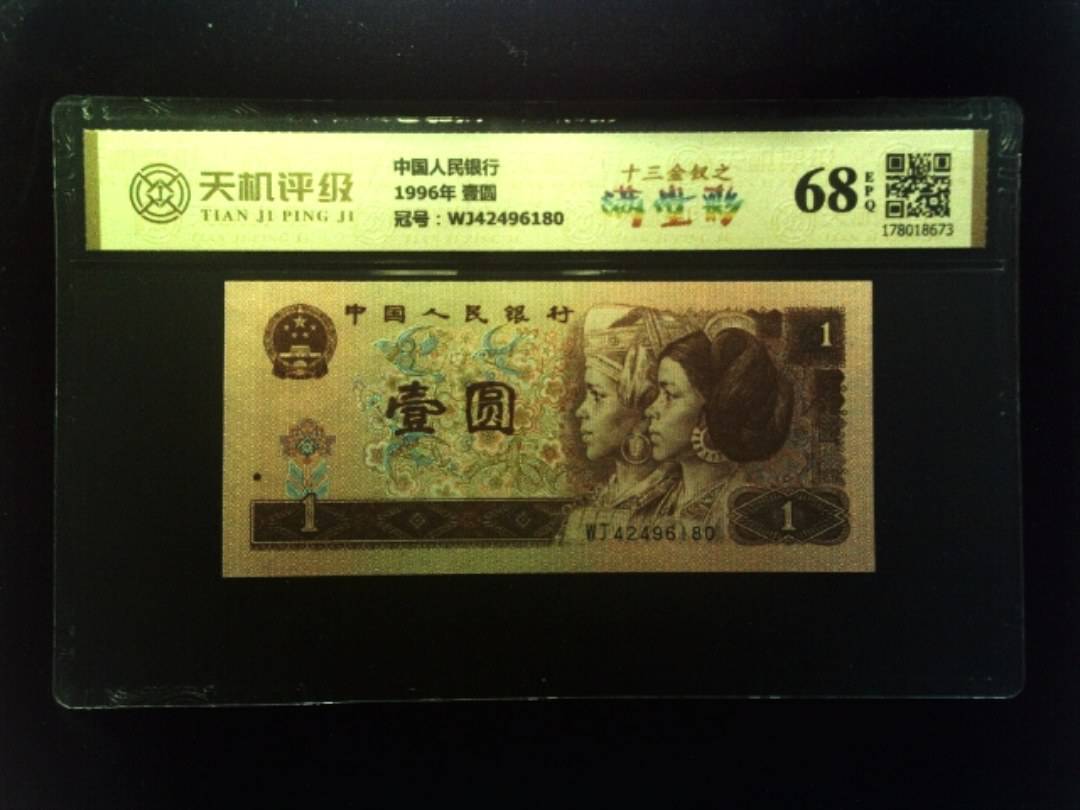 天机评级
TIAN JI PING JI
中国人民银行
1996年 壹圆
冠号：WJ42496180
十三金钗之
满堂彩
68
EPQ
178018673
中国人民银行
1
壹圆
1
WJ42496180
1